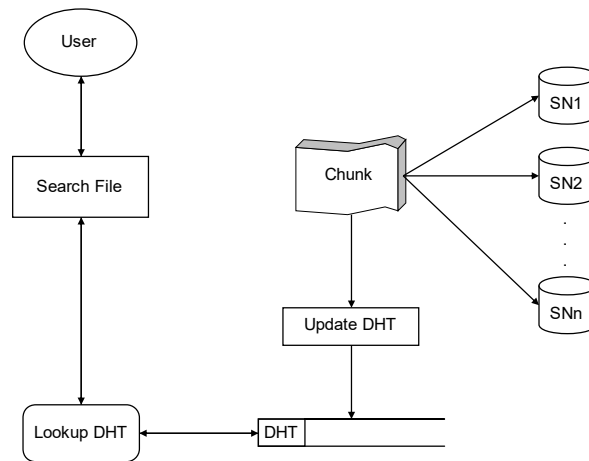 User
SN1
Chunk
Search File
SN2
.
.
.
SNn
Update DHT
Lookup DHT
DHT